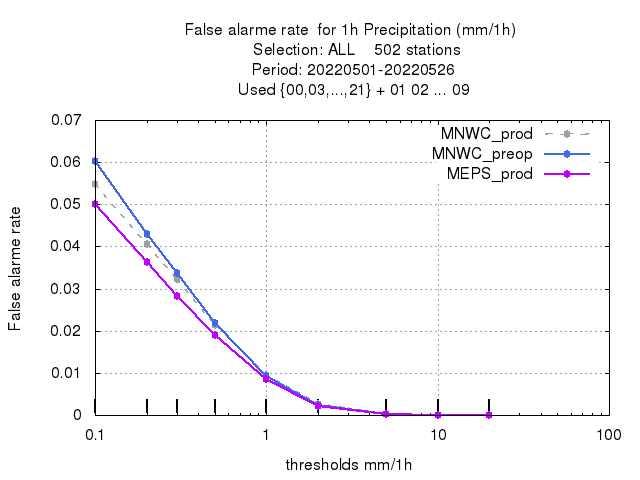 False alarme rate  for 1h Precipitation (mm/1h)
Selection: ALL    502 stations
Period: 20220501-20220526
Used {00,03,...,21} + 01 02 ... 09
MNWC_prod
MNWC_preop
MEPS_prod
0.07
0.06
0.05
0.04
0.03
0.02
0.01
0
False alarme rate
0.1
1
10
100
thresholds mm/1h